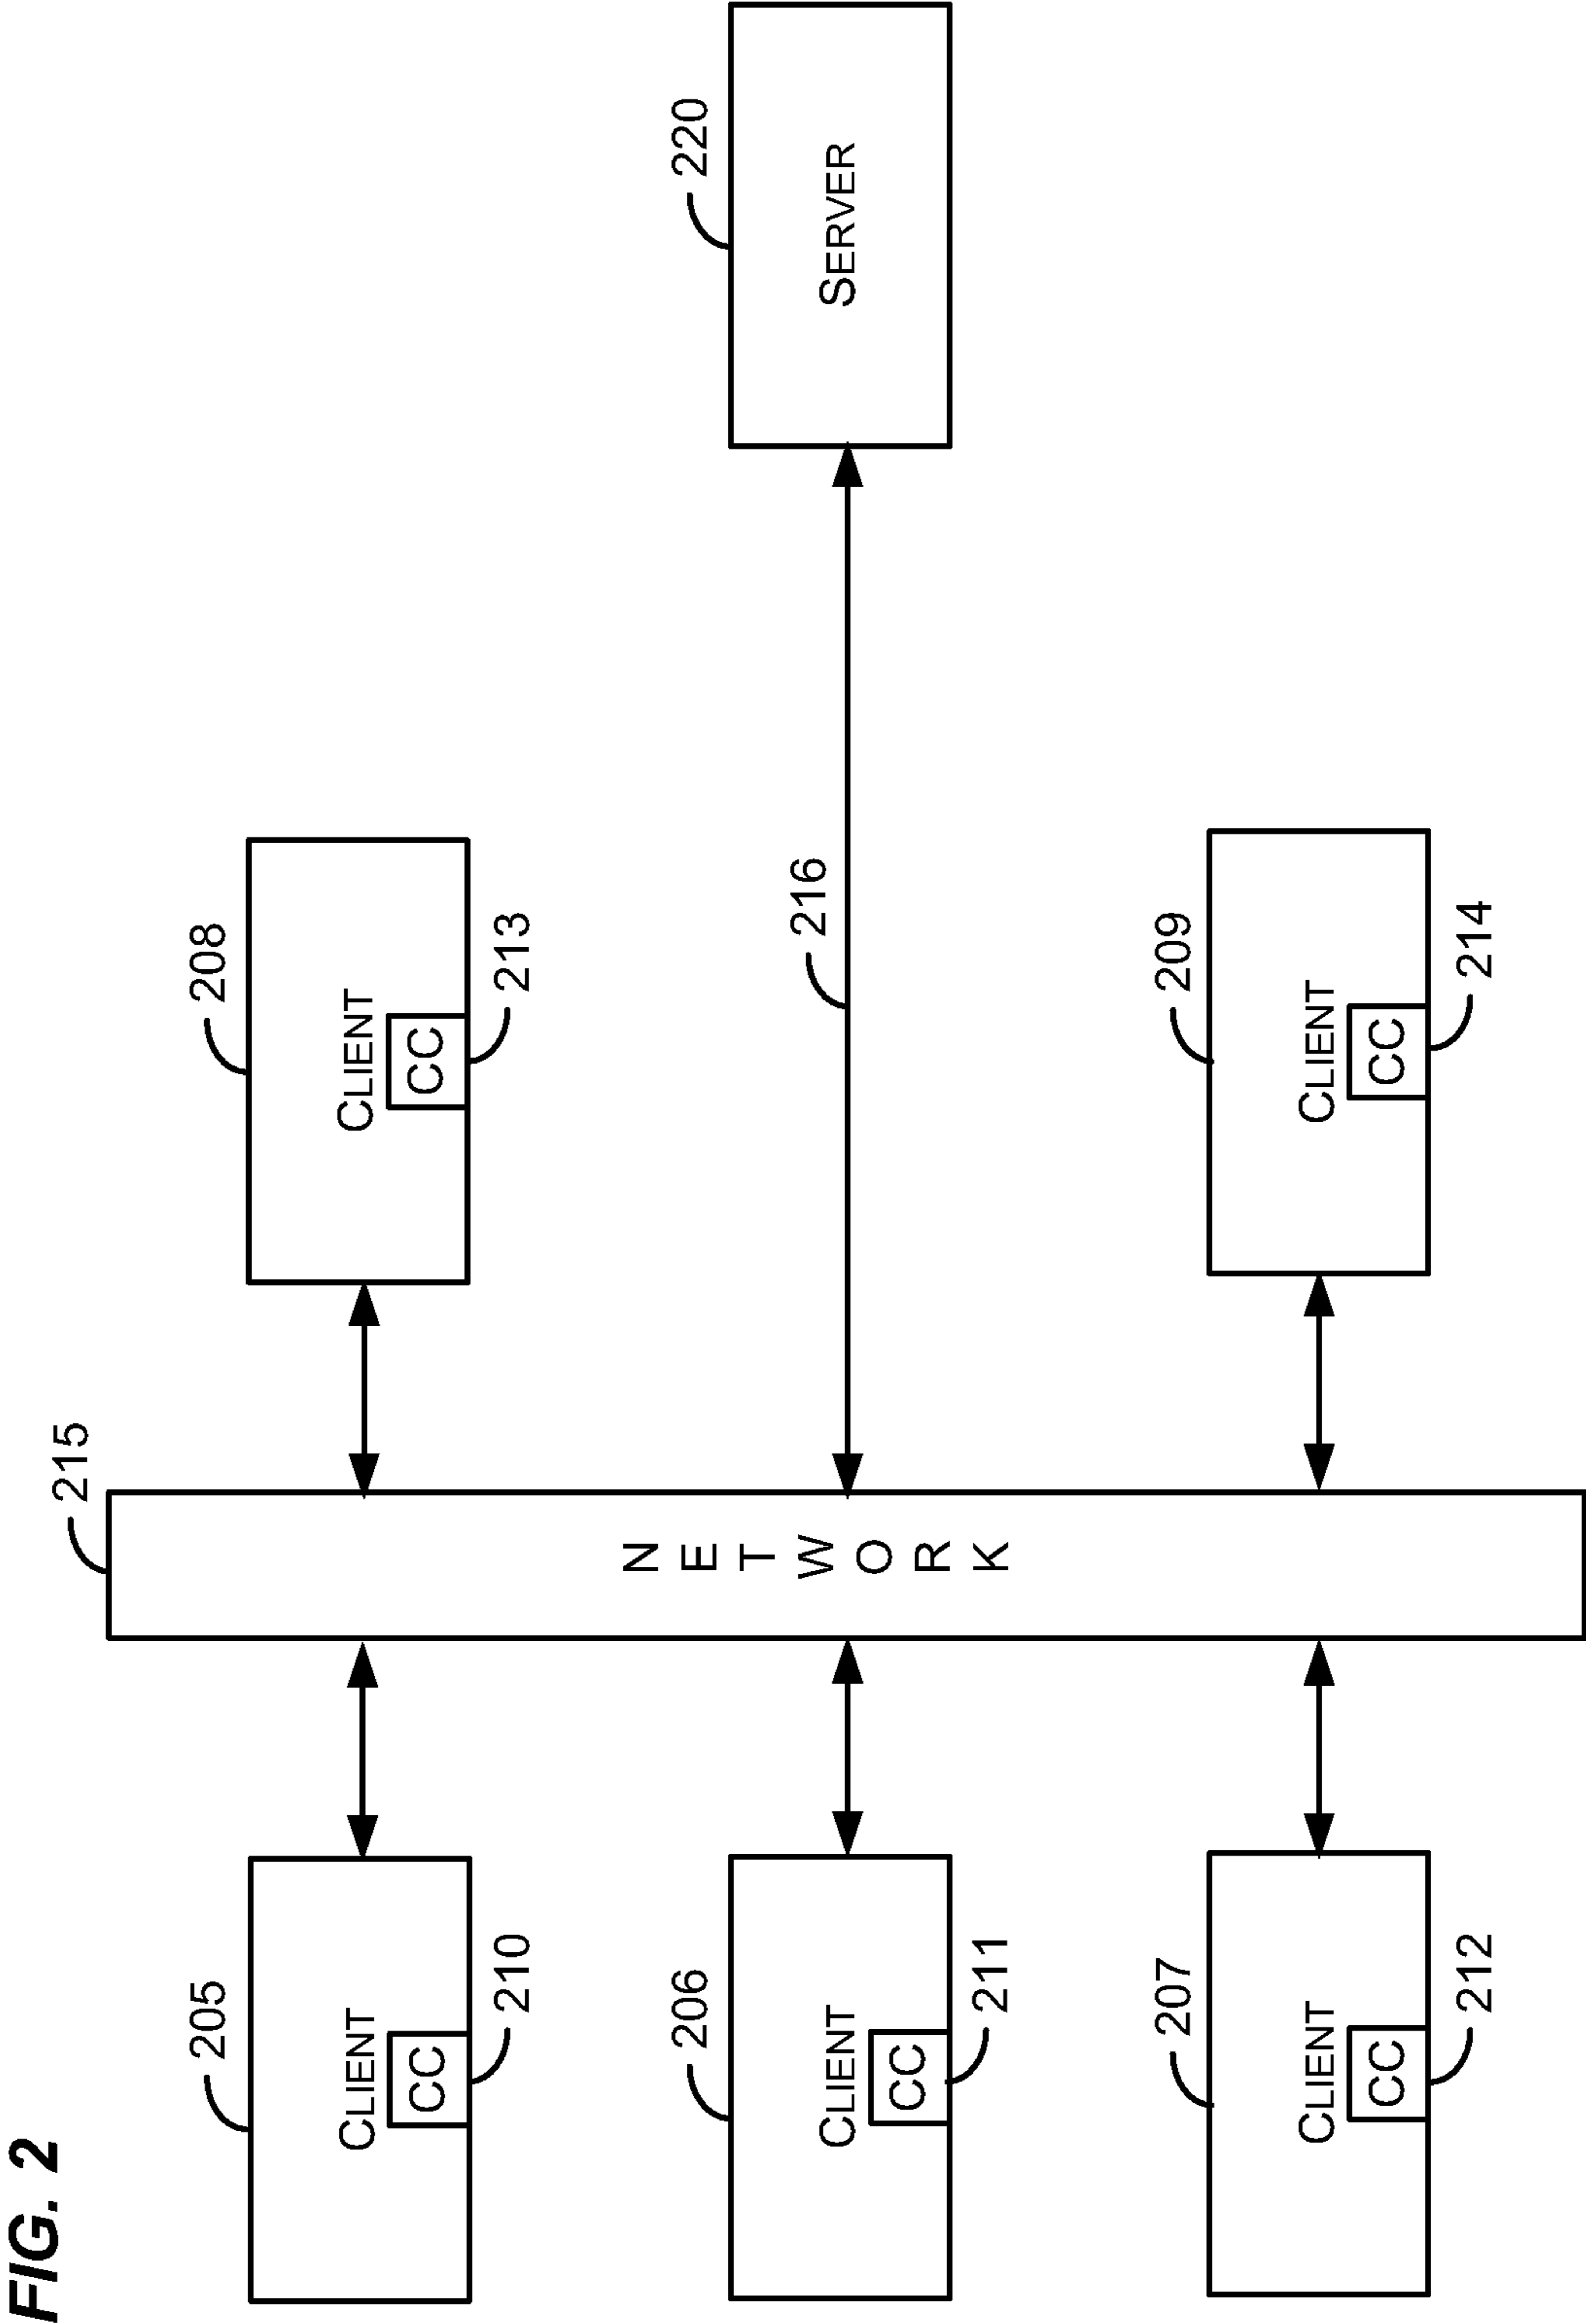 FIG. 2
215
205
CLIENT
CC
210
208
CLIENT
CC
213
N
E
T
W
O
R
K
206
CLIENT
CC
211
216
220
SERVER
207
CLIENT
CC
212
209
CLIENT
CC
214